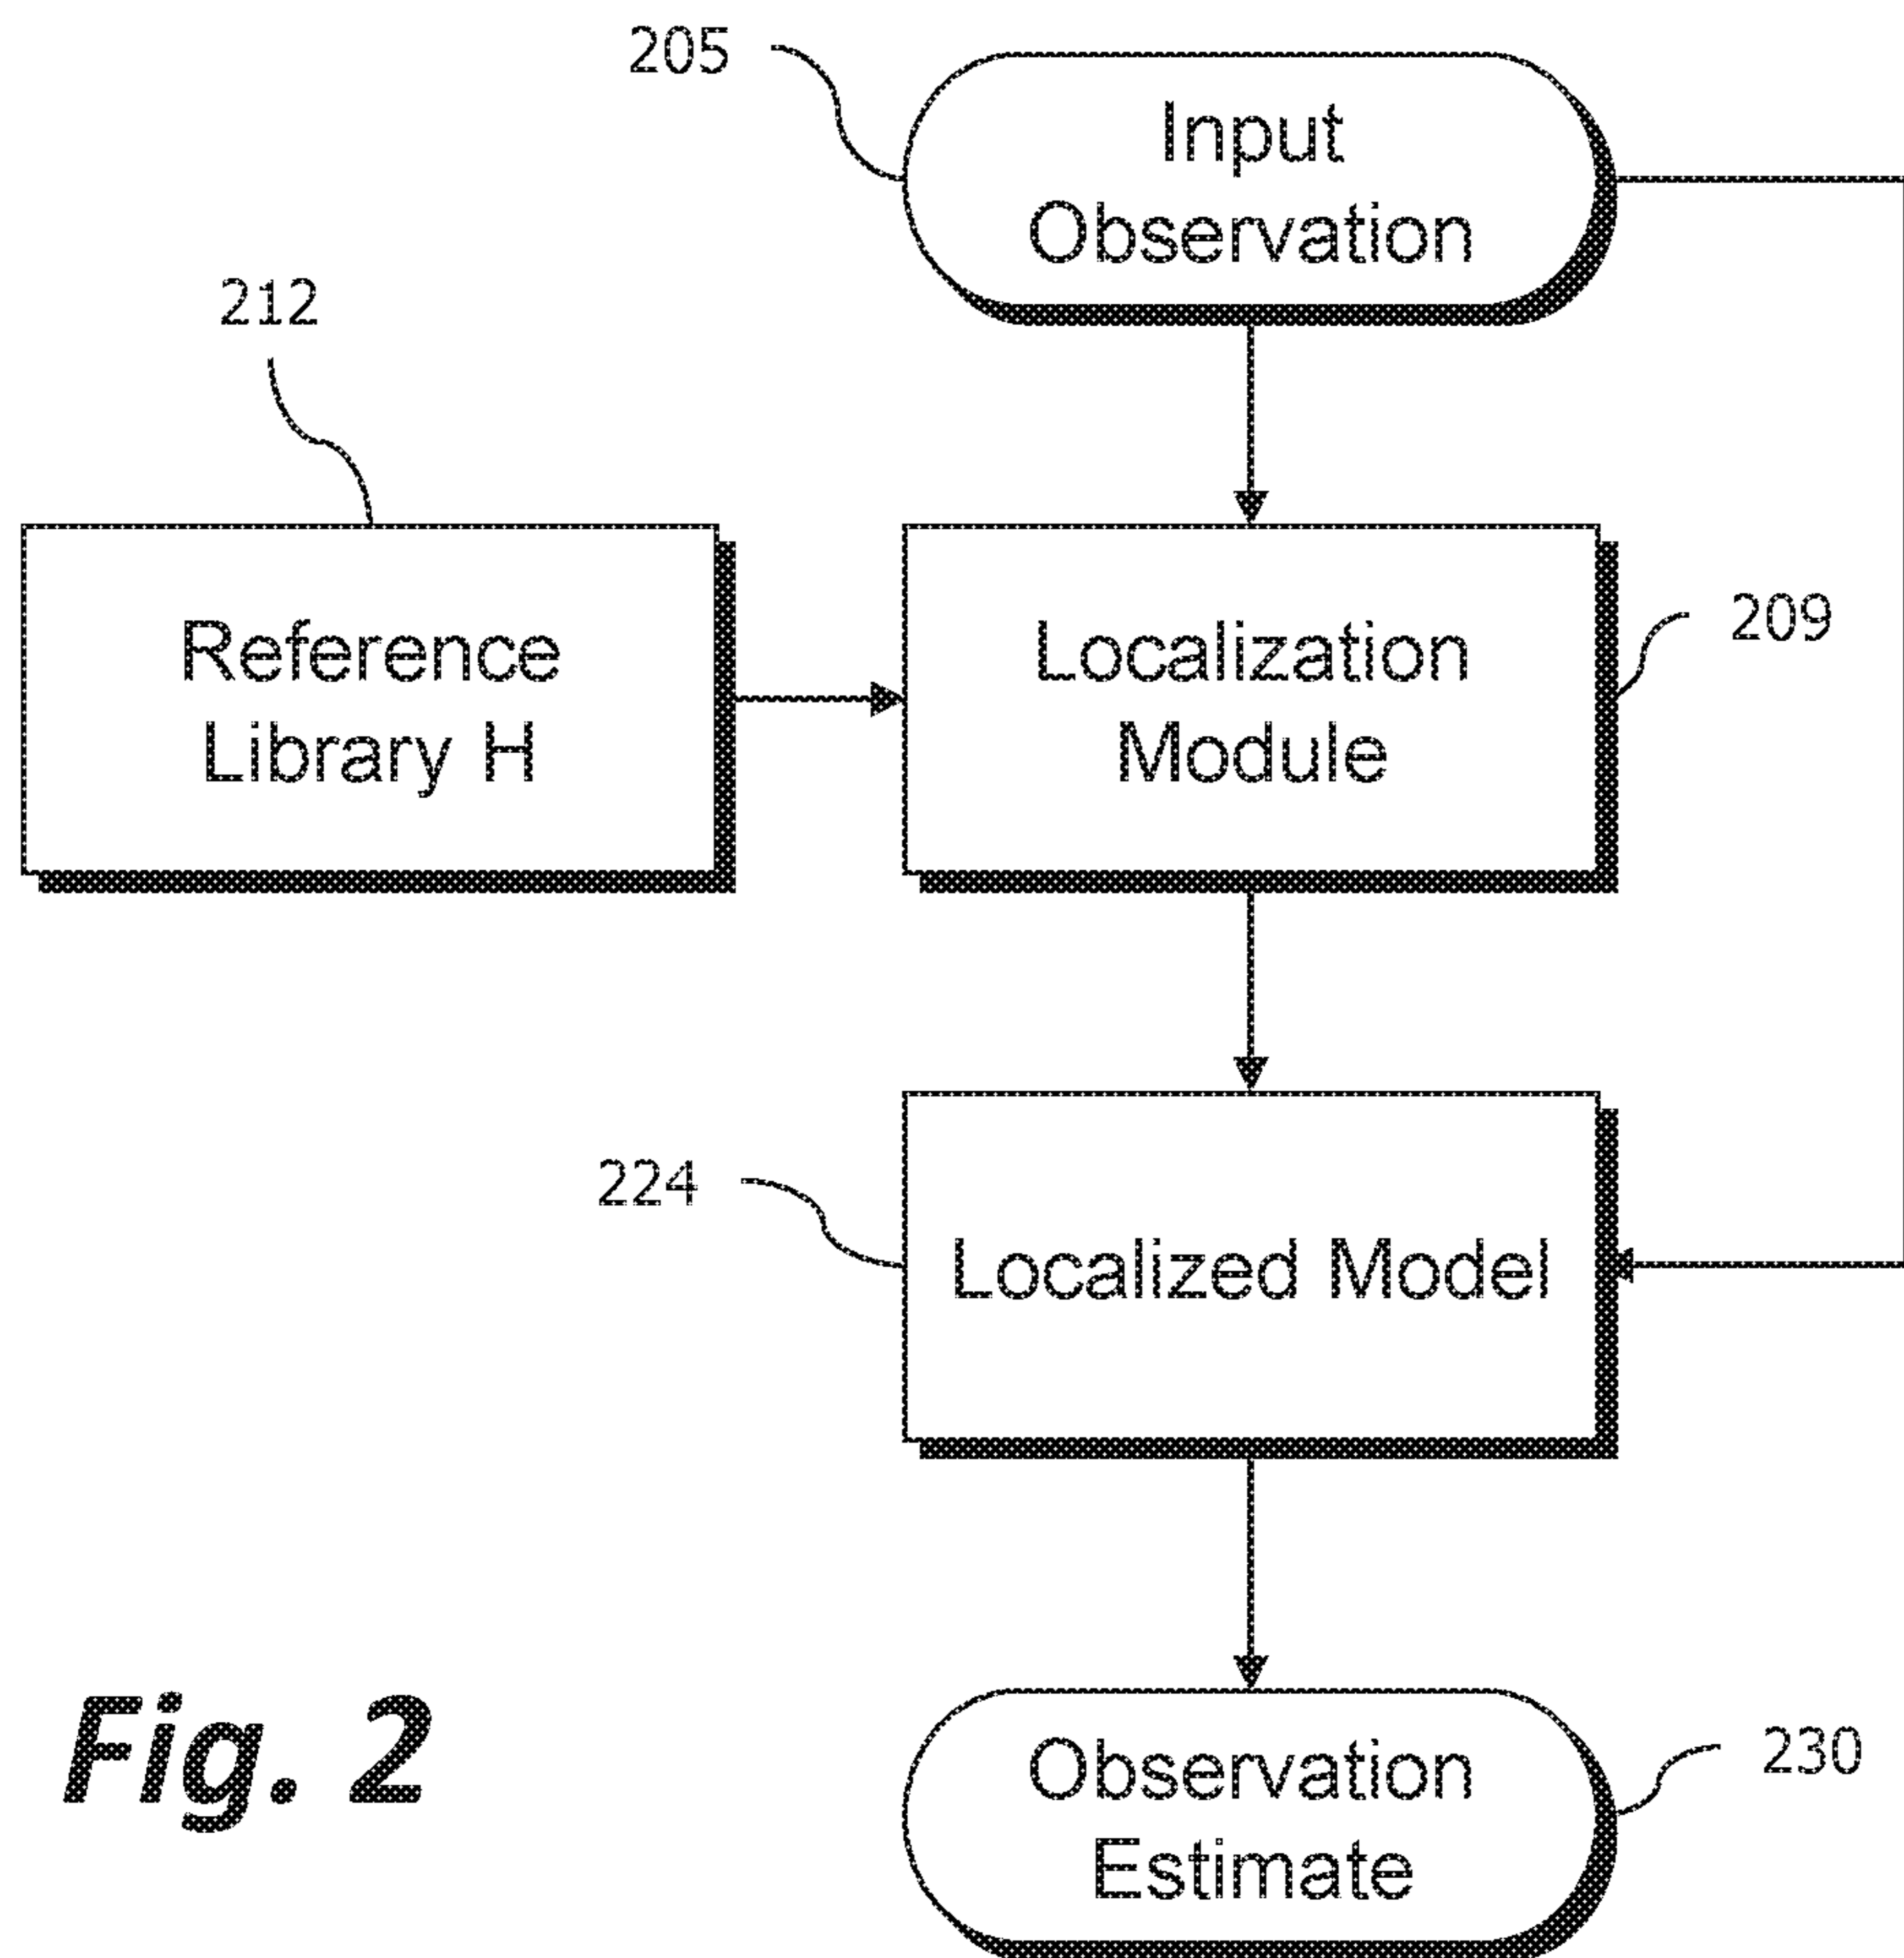 205
Input
Observation
212
Reference
Library H
Localization
Module
209
224
Localized Model
Fig. 2
Observation
Estimate
230